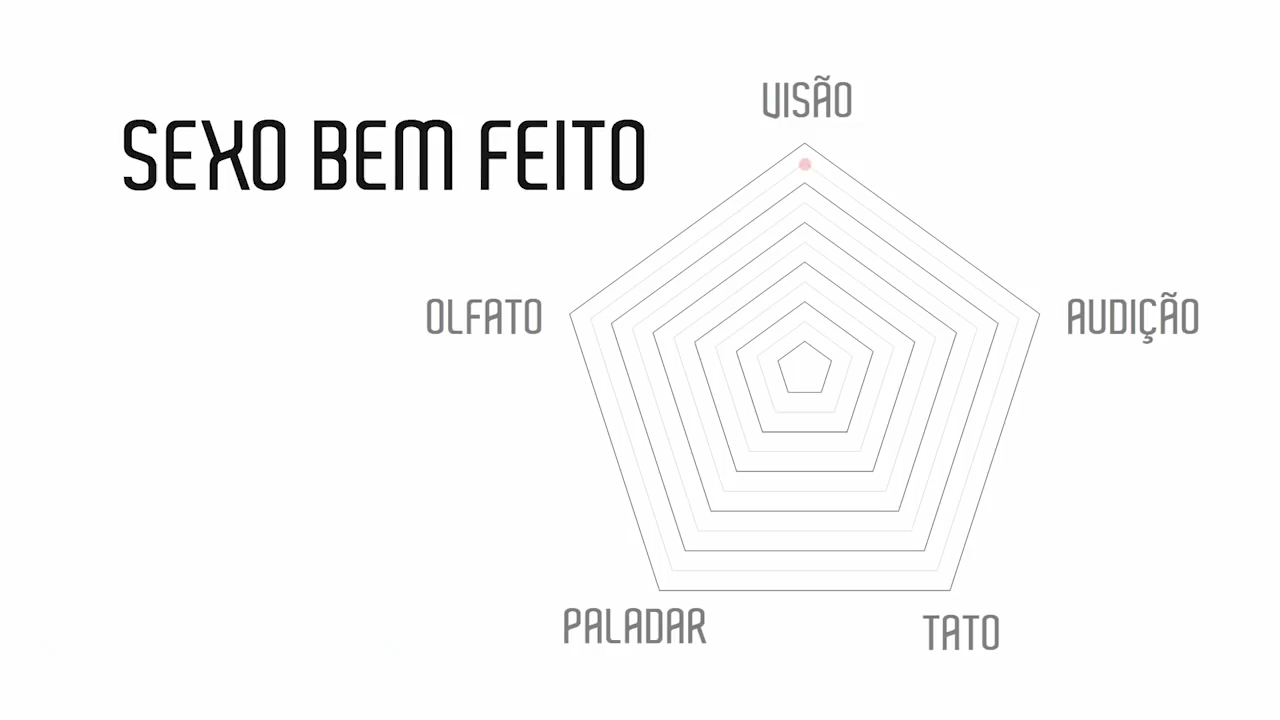 VISÃO
SEXO BEM FEITO
OLFATO
AUDIÇÃO
PALADAR
TATO